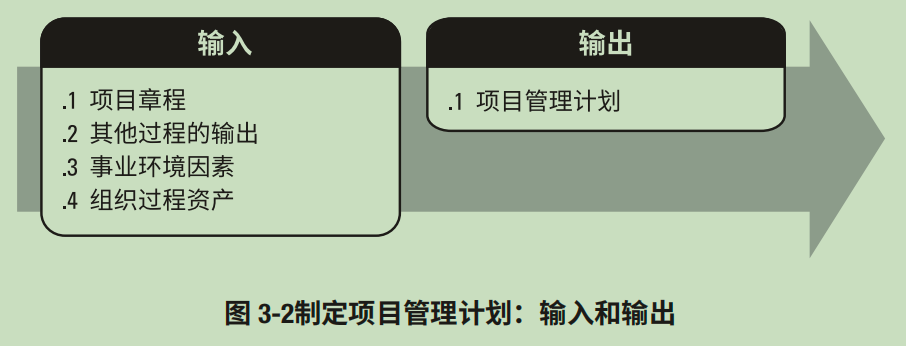 输入
.1 项目章程
.2 其他过程的输出
.3 事业环境因素
.4 组织过程资产
输出
.1 项目管理计划
图 3-2制定项目管理计划：输入和输出